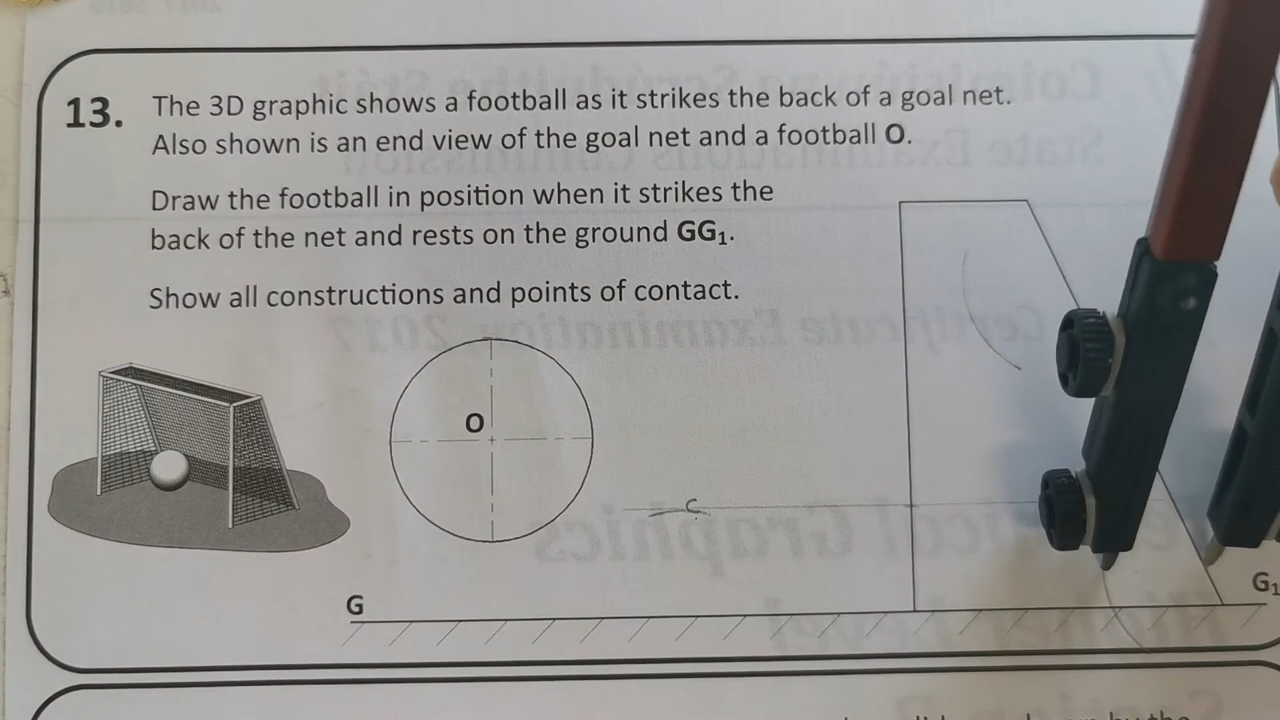 13. The 3D graphic shows a football as it strikes the back of a goal net.
Also shown is an end view of the goal net and a football O.
Draw the football in position when it strikes the
back of the net and rests on the ground GG₁.
Show all constructions and points of contact.
O
G
G₁